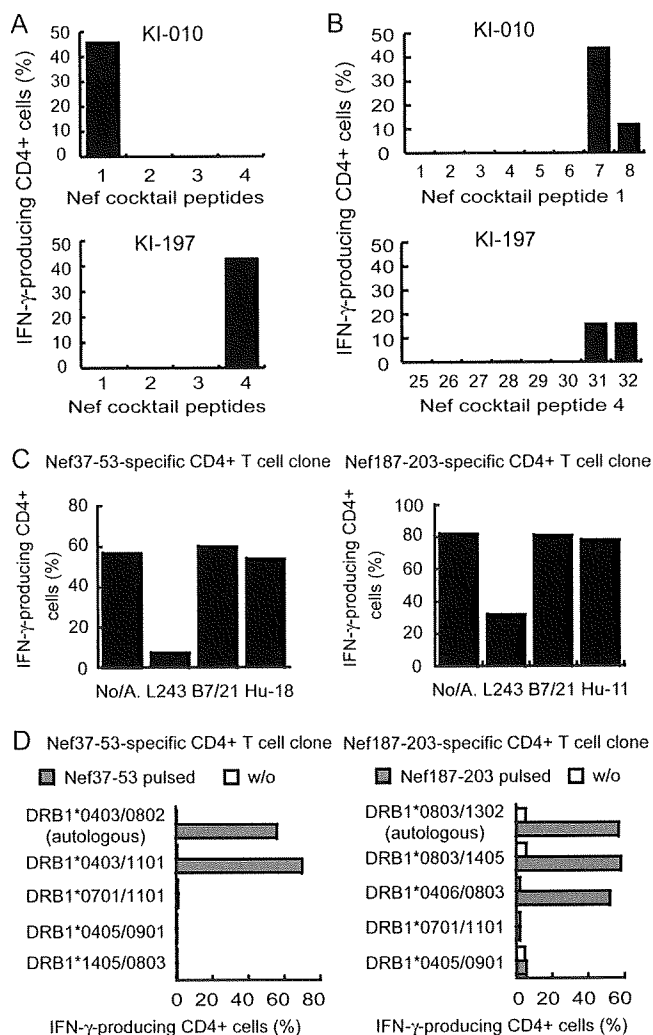 A
KI-010
IFN-γ-producing CD4+ cells (%)
50
40
30
20
10
0
1 2 3 4
Nef cocktail peptides
KI-197
50
40
30
20
10
0
1 2 3 4
Nef cocktail peptides
B
KI-010
IFN-γ-producing CD4+ cells (%)
50
40
30
20
10
0
1 2 3 4 5 6 7 8
Nef cocktail peptide 1
KI-197
50
40
30
20
10
0
25 26 27 28 29 30 31 32
Nef cocktail peptide 4
C
Nef37-53-specific CD4+ T cell clone
IFN-γ-producing CD4+
cells (%)
80
60
40
20
0
No/A. L243 B7/21 Hu-18
Nef187-203-specific CD4+ T cell clone
IFN-γ-producing CD4+
cells (%)
100
80
60
40
20
0
No/A. L243 B7/21 Hu-11
D
Nef37-53-specific CD4+ T cell clone
Nef37-53 pulsed w/o
DRB1*0403/0802
(autologous)
DRB1*0403/1101
DRB1*0701/1101
DRB1*0405/0901
DRB1*1405/0803
0 20 40 60 80
IFN-γ-producing CD4+ cells (%)
Nef187-203-specific CD4+ T cell clone
Nef187-203 pulsed w/o
DRB1*0803/1302
(autologous)
DRB1*0803/1405
DRB1*0406/0803
DRB1*0701/1101
DRB1*0405/0901
0 20 40 60
IFN-γ-producing CD4+ cells (%)